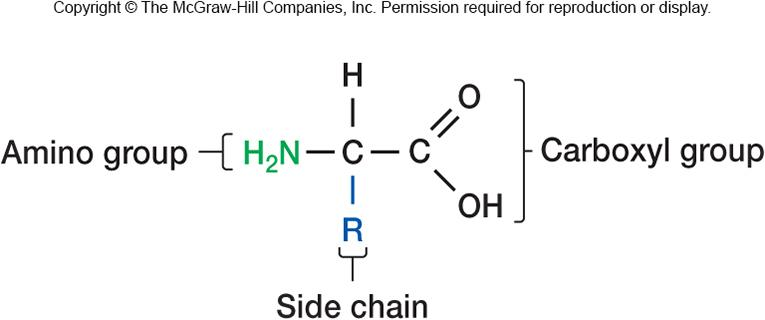 Copyright © The McGraw-Hill Companies, Inc. Permission required for reproduction or display.
H
O
Amino group H₂N C C Carboxyl group
OH
R
Side chain